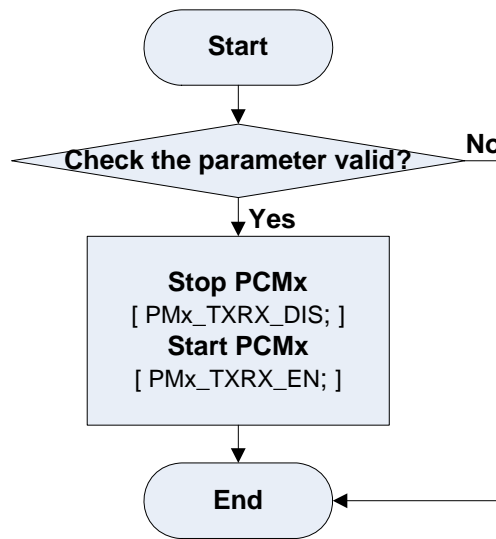 Start
Check the parameter valid?
No
Yes
Stop PCMx
[ PMx_TXRX_DIS; ]
Start PCMx
[ PMx_TXRX_EN; ]
End